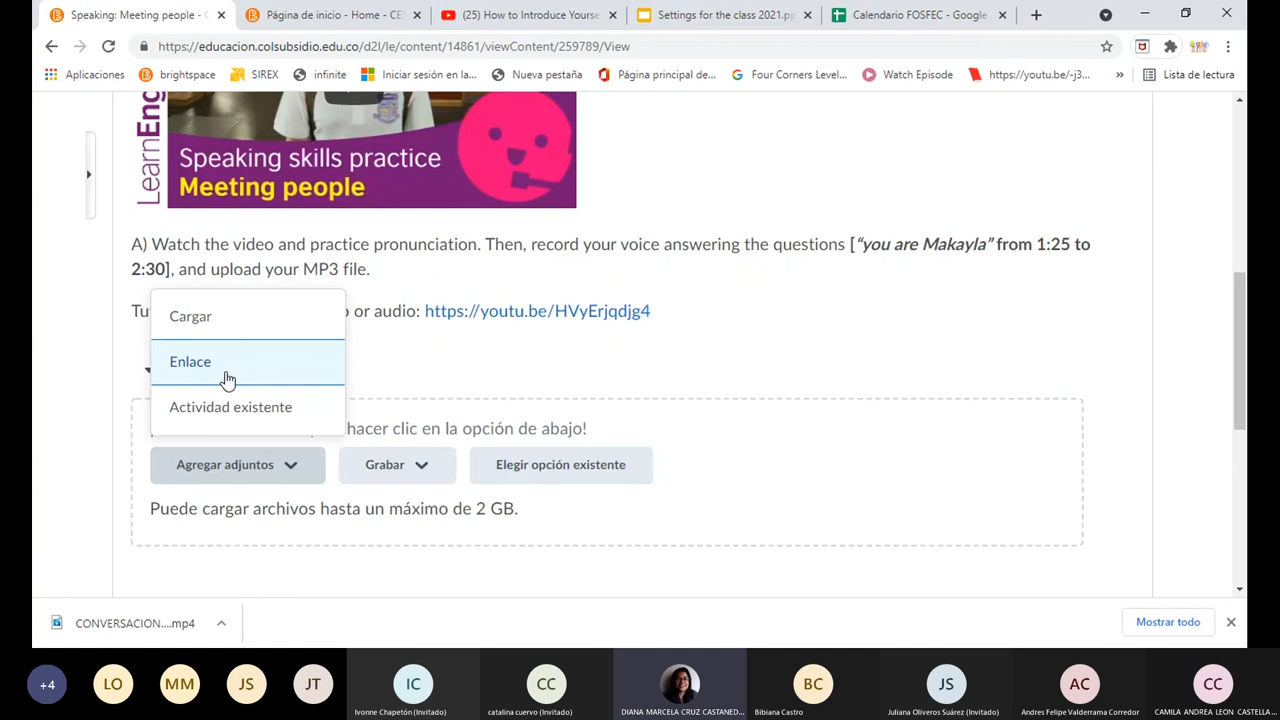 Speaking: Meeting people - C
Página de inicio - Home - CET
(25) How to Introduce Yourse
Settings for the class 2021.pp
Calendario FOSFEC - Google
https://educacion.colsubsidio.edu.co/d2l/le/content/14861/viewContent/259789/View
Aplicaciones
brightspace
SIREX
infinite
Iniciar sesión en la...
Nueva pestaña
Página principal de...
Four Corners Level...
Watch Episode
https://youtu.be/-j3...
»
Lista de lectura
LearnEng
Speaking skills practice
Meeting people
A) Watch the video and practice pronunciation. Then, record your voice answering the questions [“you are Makayla” from 1:25 to
2:30], and upload your MP3 file.
Tu
o or audio: https://youtu.be/HVyErjqdjg4
Cargar
Enlace
Actividad existente
hacer clic en la opción de abajo!
Agregar adjuntos
Grabar
Elegir opción existente
Puede cargar archivos hasta un máximo de 2 GB.
CONVERSACION....mp4
Mostrar todo
+4
LO
MM
JS
JT
IC
CC
BC
JS
AC
CC
Ivonne Chapetón (Invitado)
catalina cuervo (Invitado)
DIANA MARCELA CRUZ CASTANED...
Bibiana Castro
Juliana Oliveros Suárez (Invitado)
Andres Felipe Valderrama Corredor
CAMILA ANDREA LEON CASTELLA...